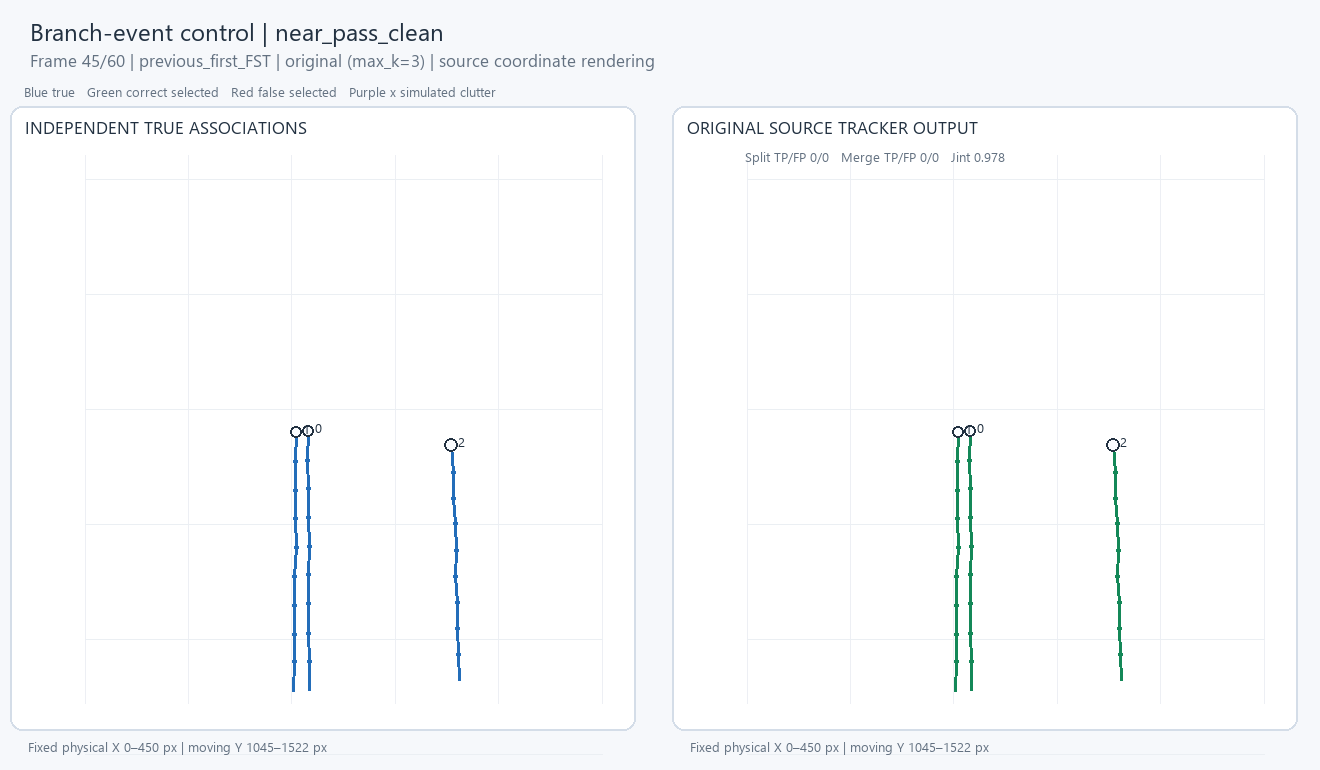 Branch-event control | near_pass_clean
Frame 45/60 | previous_first_FST | original (max_k=3) | source coordinate rendering
Blue true   Green correct selected   Red false selected   Purple x simulated clutter
INDEPENDENT TRUE ASSOCIATIONS
0
2
Fixed physical X 0–450 px | moving Y 1045–1522 px
ORIGINAL SOURCE TRACKER OUTPUT
Split TP/FP 0/0   Merge TP/FP 0/0   Jint 0.978
0
2
Fixed physical X 0–450 px | moving Y 1045–1522 px